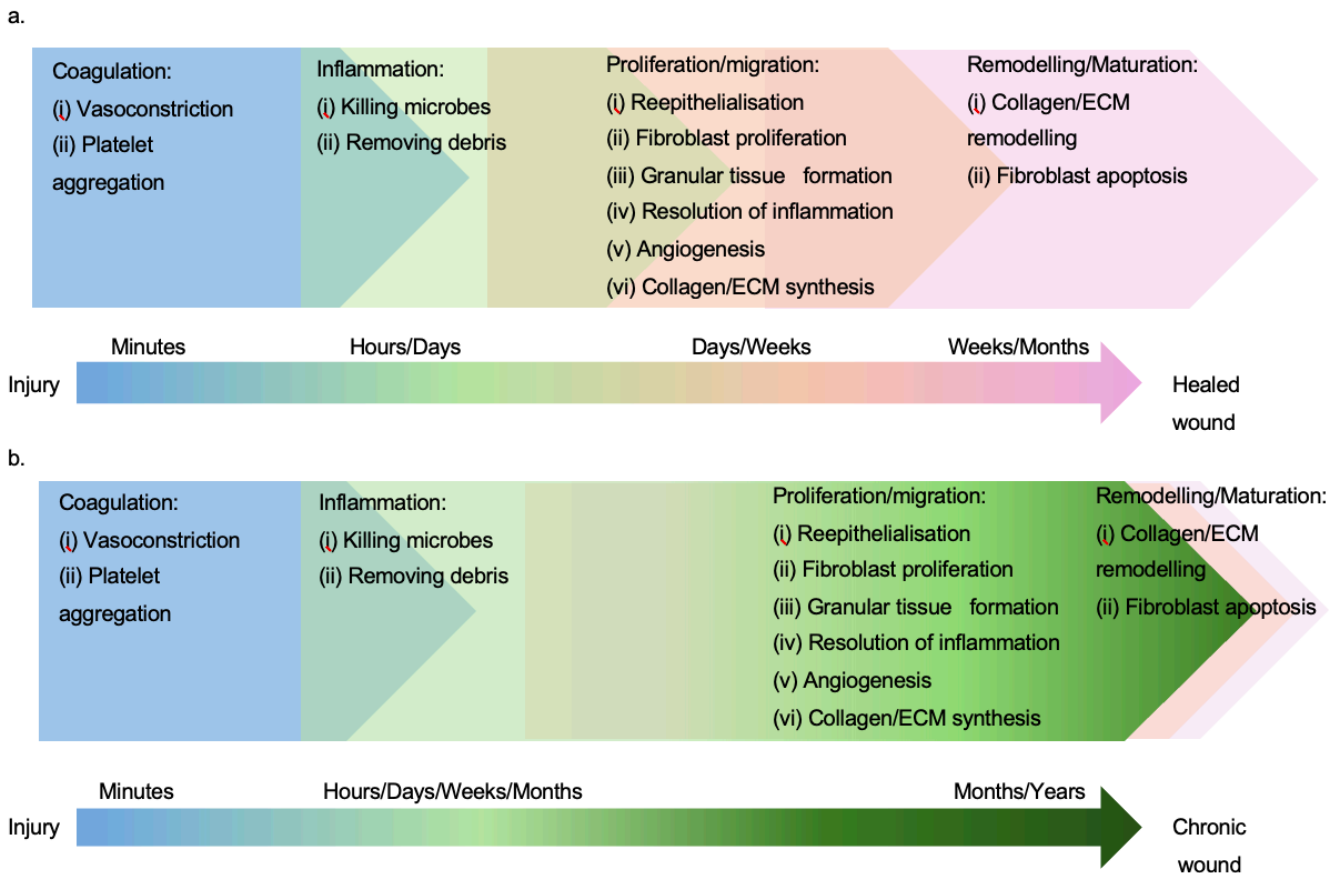 a.
Coagulation:
(i) Vasoconstriction
(ii) Platelet
aggregation
Inflammation:
(i) Killing microbes
(ii) Removing debris
Proliferation/migration:
(i) Reepithelialisation
(ii) Fibroblast proliferation
(iii) Granular tissue formation
(iv) Resolution of inflammation
(v) Angiogenesis
(vi) Collagen/ECM synthesis
Remodelling/Maturation:
(i) Collagen/ECM
remodelling
(ii) Fibroblast apoptosis
Minutes
Hours/Days
Days/Weeks
Weeks/Months
Injury
Healed
wound
b.
Coagulation:
(i) Vasoconstriction
(ii) Platelet
aggregation
Inflammation:
(i) Killing microbes
(ii) Removing debris
Proliferation/migration:
(i) Reepithelialisation
(ii) Fibroblast proliferation
(iii) Granular tissue formation
(iv) Resolution of inflammation
(v) Angiogenesis
(vi) Collagen/ECM synthesis
Remodelling/Maturation:
(i) Collagen/ECM
remodelling
(ii) Fibroblast apoptosis
Minutes
Hours/Days/Weeks/Months
Months/Years
Injury
Chronic
wound